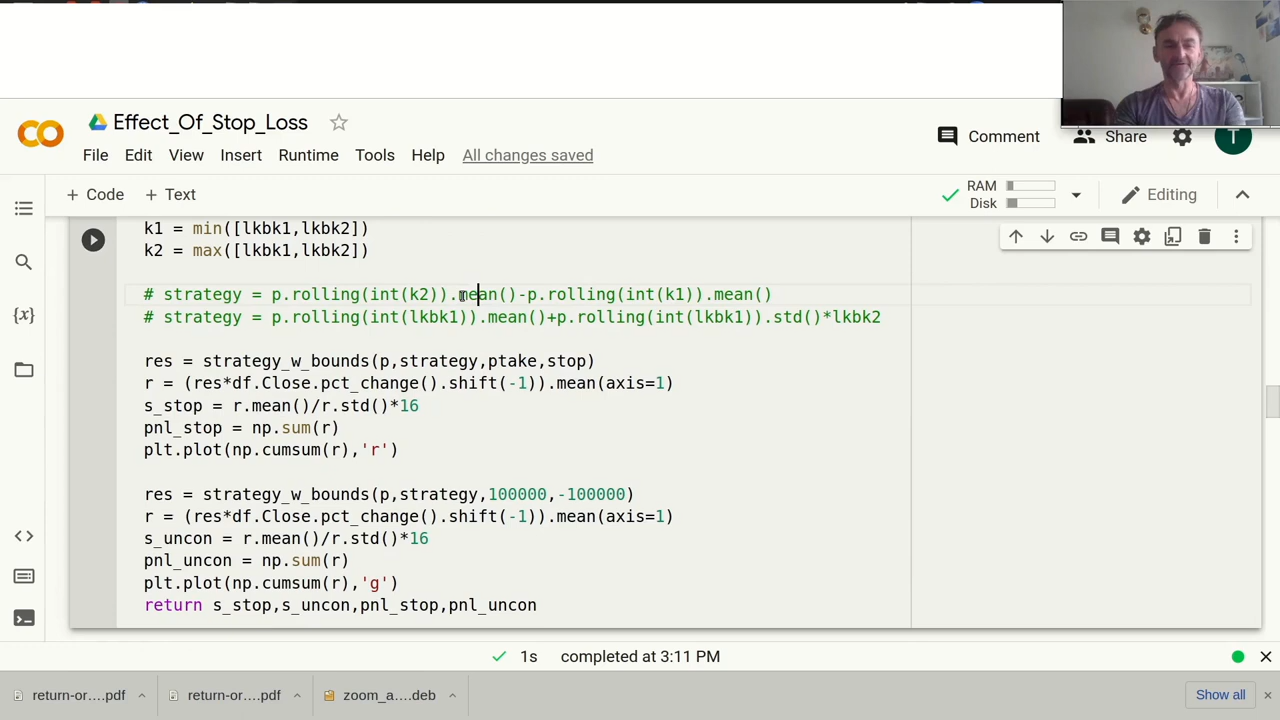 Effect_Of_Stop_Loss
Comment
Share
T
File Edit View Insert Runtime Tools Help All changes saved
+ Code + Text
RAM
Disk
Editing
k1 = min([lkbk1,lkbk2])
k2 = max([lkbk1,lkbk2])
# strategy = p.rolling(int(k2)).mean()-p.rolling(int(k1)).mean()
# strategy = p.rolling(int(lkbk1)).mean()+p.rolling(int(lkbk1)).std()*lkbk2
res = strategy_w_bounds(p,strategy,ptake,stop)
r = (res*df.Close.pct_change().shift(-1)).mean(axis=1)
s_stop = r.mean()/r.std()*16
pnl_stop = np.sum(r)
plt.plot(np.cumsum(r),'r')
res = strategy_w_bounds(p,strategy,100000,-100000)
r = (res*df.Close.pct_change().shift(-1)).mean(axis=1)
s_uncon = r.mean()/r.std()*16
pnl_uncon = np.sum(r)
plt.plot(np.cumsum(r),'g')
return s_stop,s_uncon,pnl_stop,pnl_uncon
{x}
1s completed at 3:11 PM
return-or....pdf return-or....pdf zoom_a....deb Show all